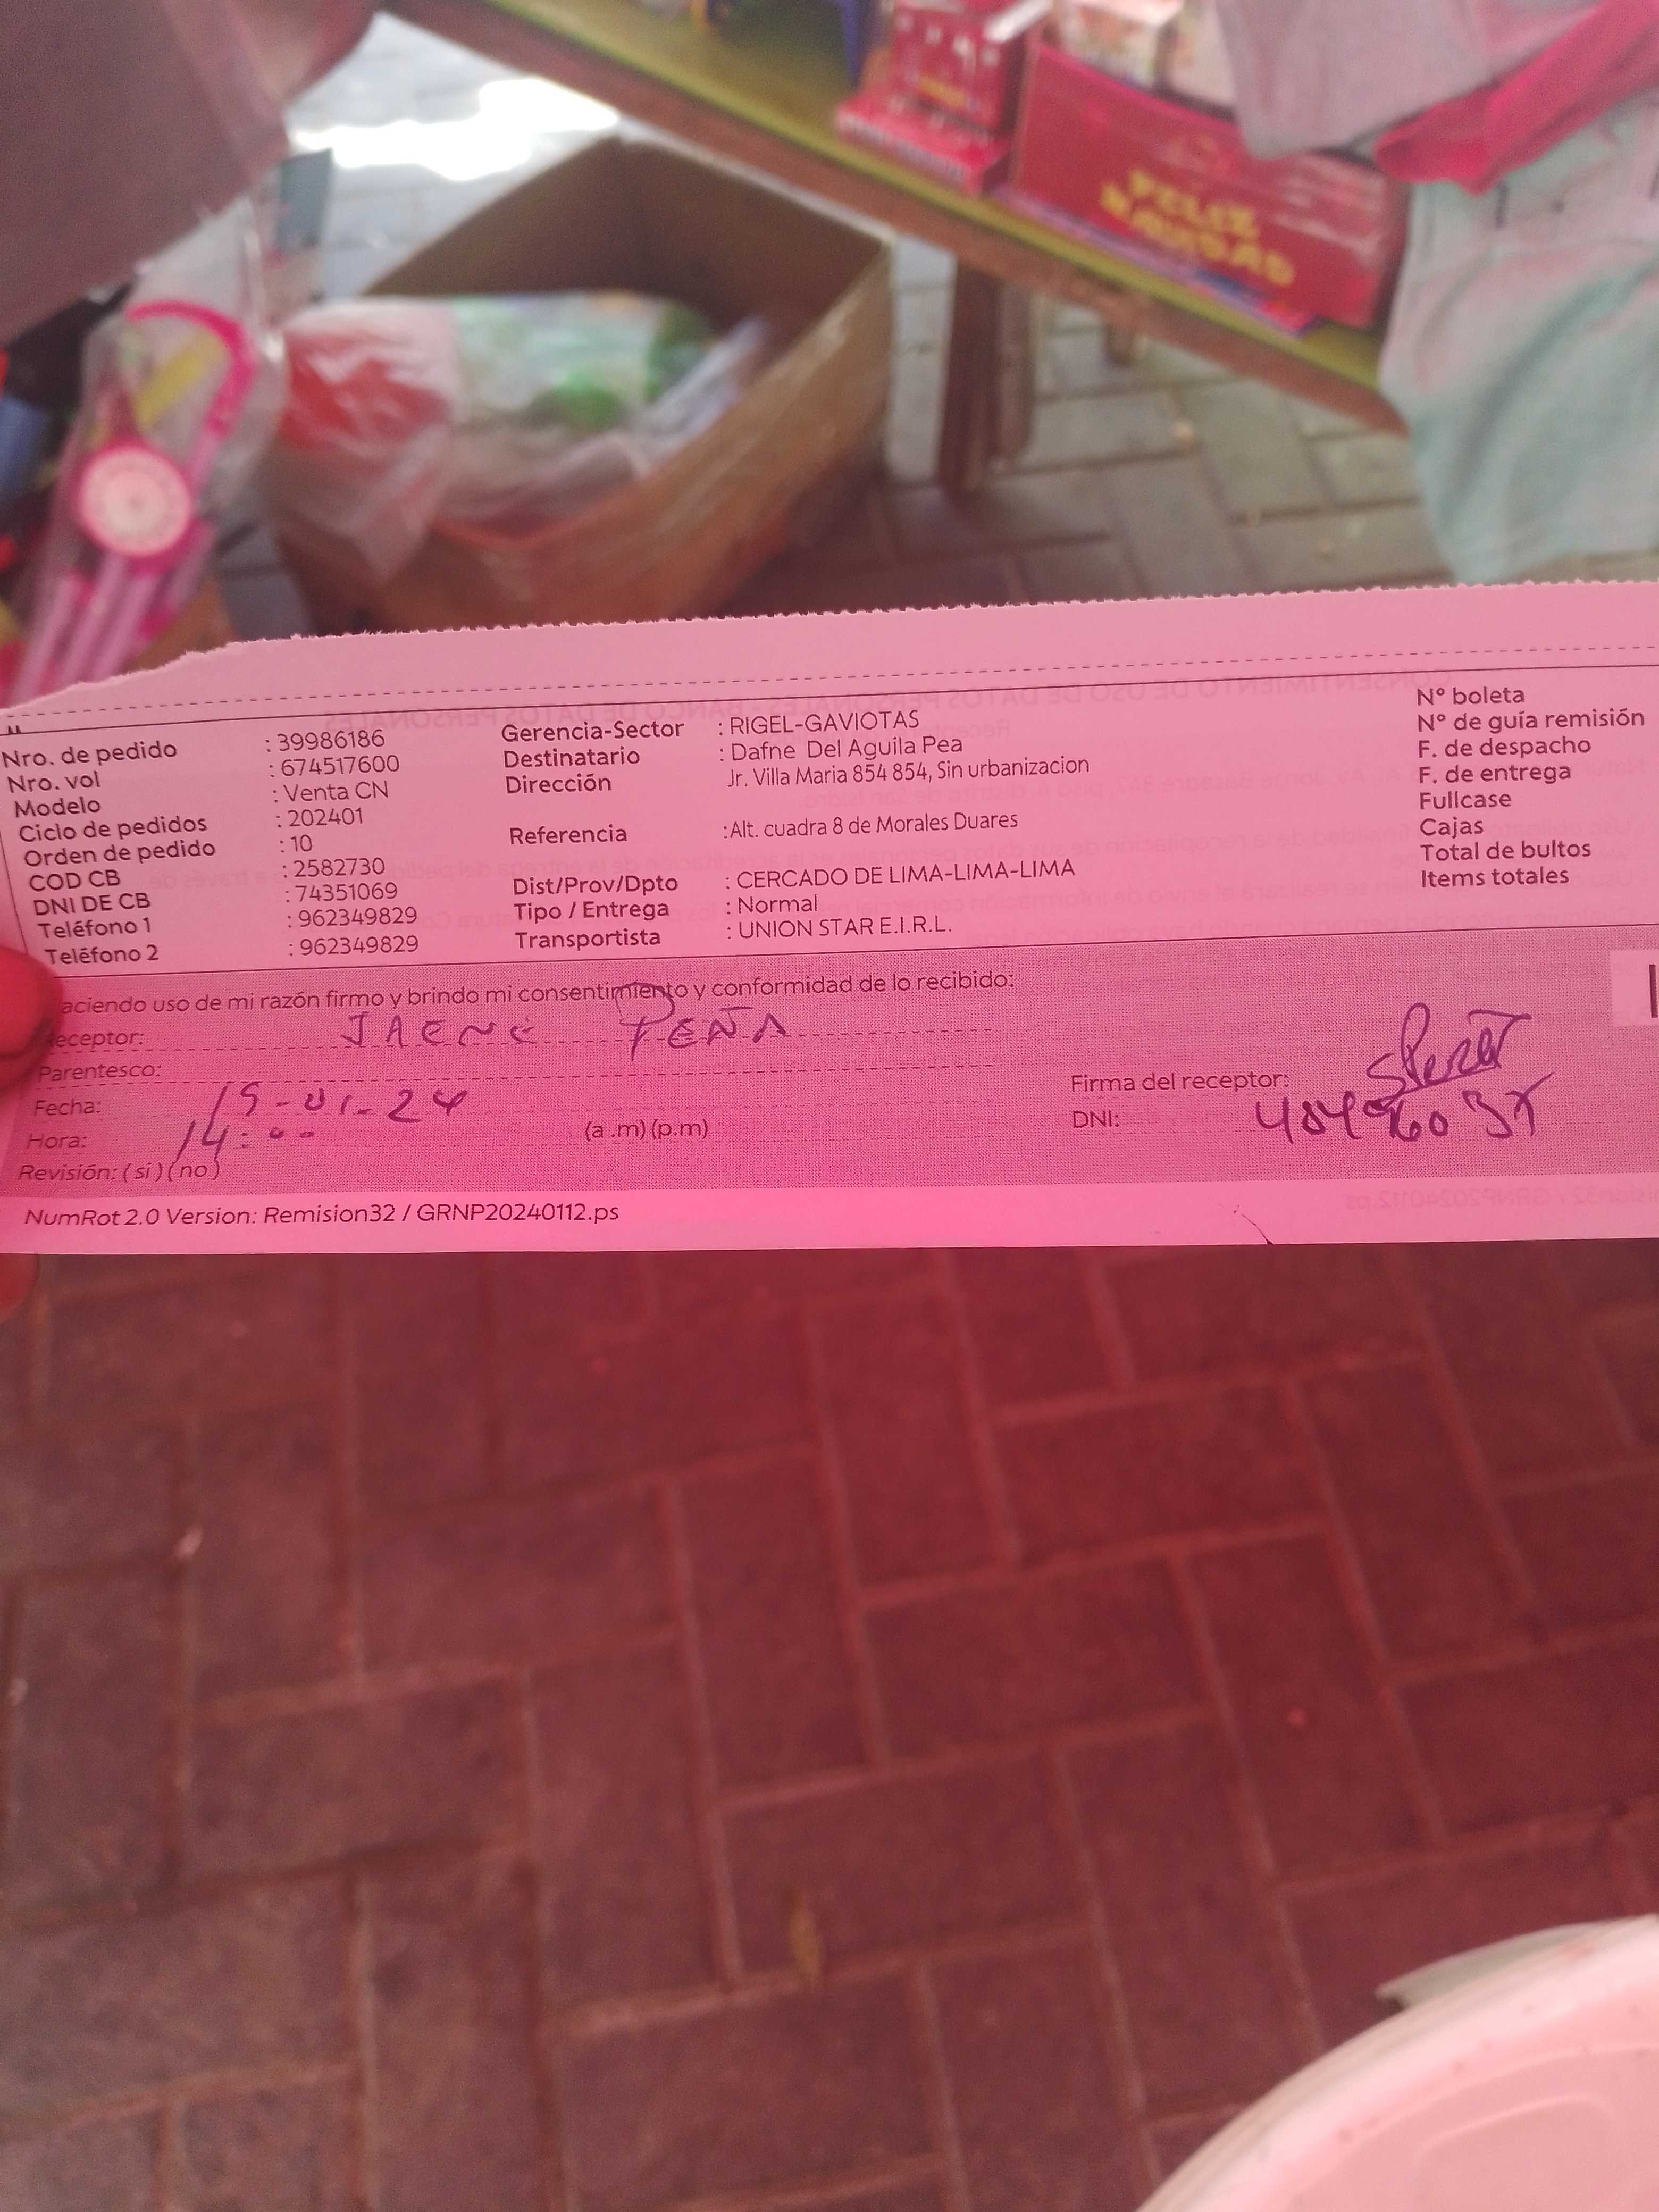 FELIZ
NAVIDAD
Nro. de pedido : 39986186
Nro. vol : 674517600
Modelo : Venta CN
Ciclo de pedidos : 202401
Orden de pedido : 10
COD CB : 2582730
DNI DE CB : 74351069
Teléfono 1 : 962349829
Teléfono 2 : 962349829
Gerencia-Sector : RIGEL-GAVIOTAS
Destinatario : Dafne Del Aguila Pea
Dirección Jr. Villa Maria 854 854, Sin urbanizacion
Referencia :Alt. cuadra 8 de Morales Duares
Dist/Prov/Dpto : CERCADO DE LIMA-LIMA-LIMA
Tipo / Entrega : Normal
Transportista : UNION STAR E.I.R.L.
N° boleta
N° de guía remisión
F. de despacho
F. de entrega
Fullcase
Cajas
Total de bultos
Items totales
aciendo uso de mi razón firmo y brindo mi consentimiento y conformidad de lo recibido:
eceptor: JAENE PEÑA
Parentesco:
Fecha: 15-01-24
Hora: 14:00 (a .m) (p.m)
Revisión: ( si ) ( no )
Firma del receptor:
DNI:
NumRot 2.0 Version: Remision32 / GRNP20240112.ps